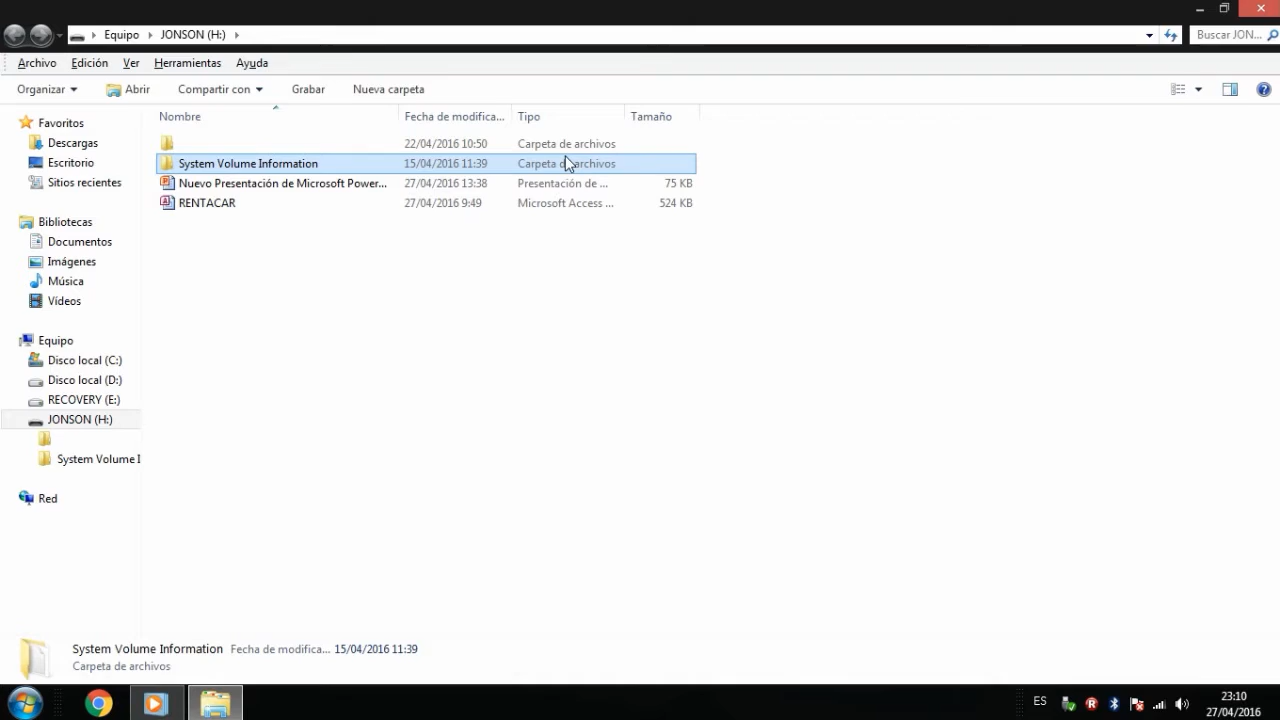 Equipo JONSON (H:) Buscar JON...
Archivo Edición Ver Herramientas Ayuda
Organizar Abrir Compartir con Grabar Nueva carpeta
Nombre Fecha de modifica... Tipo Tamaño
22/04/2016 10:50 Carpeta de archivos
System Volume Information 15/04/2016 11:39 Carpeta de archivos
Nuevo Presentación de Microsoft Power... 27/04/2016 13:38 Presentación de ... 75 KB
RENTACAR 27/04/2016 9:49 Microsoft Access ... 524 KB
Favoritos
Descargas
Escritorio
Sitios recientes
Bibliotecas
Documentos
Imágenes
Música
Vídeos
Equipo
Disco local (C:)
Disco local (D:)
RECOVERY (E:)
JONSON (H:)
System Volume I
Red
System Volume Information Fecha de modifica... 15/04/2016 11:39
Carpeta de archivos
ES
23:10
27/04/2016